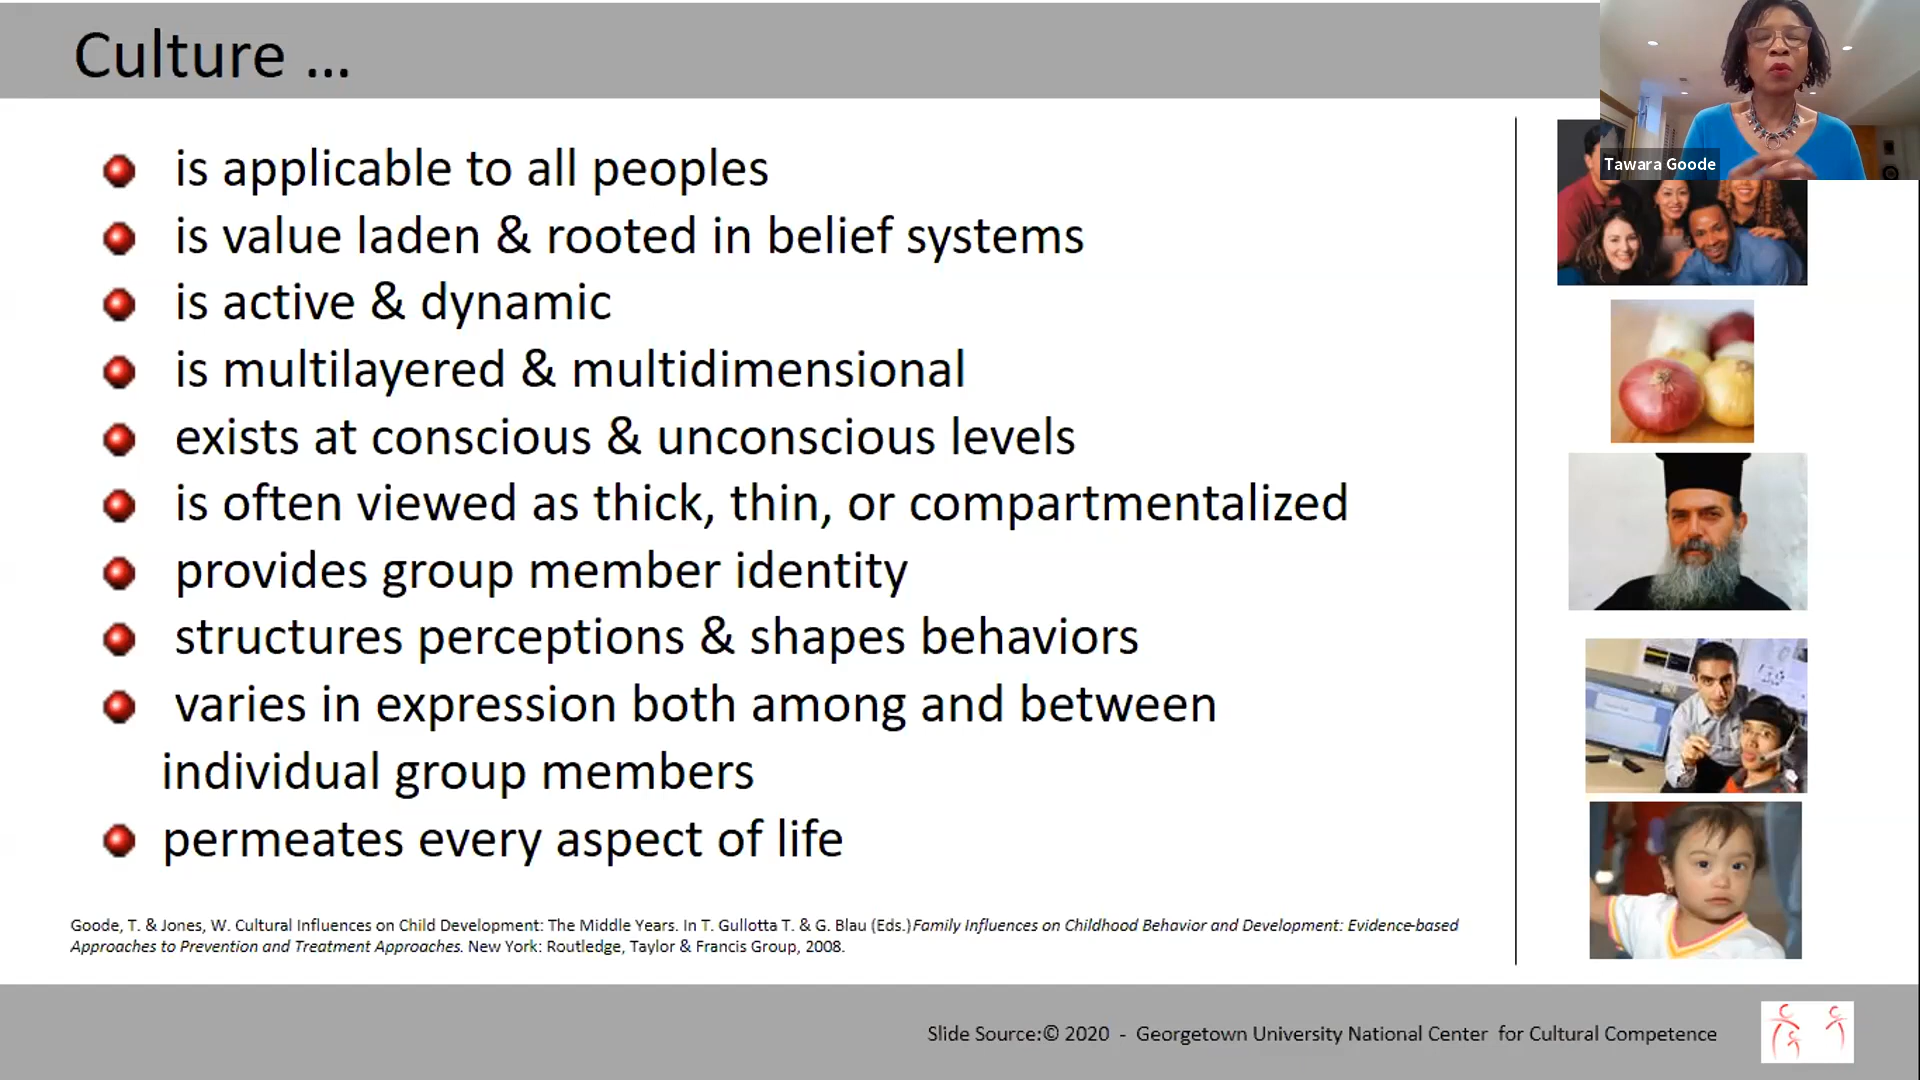 Culture ...
Tawara Goode
is applicable to all peoples
is value laden & rooted in belief systems
is active & dynamic
is multilayered & multidimensional
exists at conscious & unconscious levels
is often viewed as thick, thin, or compartmentalized
provides group member identity
structures perceptions & shapes behaviors
varies in expression both among and between
individual group members
permeates every aspect of life
Goode, T. & Jones, W. Cultural Influences on Child Development: The Middle Years. In T. Gullotta T. & G. Blau (Eds.)Family Influences on Childhood Behavior and Development: Evidence-based
Approaches to Prevention and Treatment Approaches. New York: Routledge, Taylor & Francis Group, 2008.
Slide Source:© 2020 - Georgetown University National Center for Cultural Competence